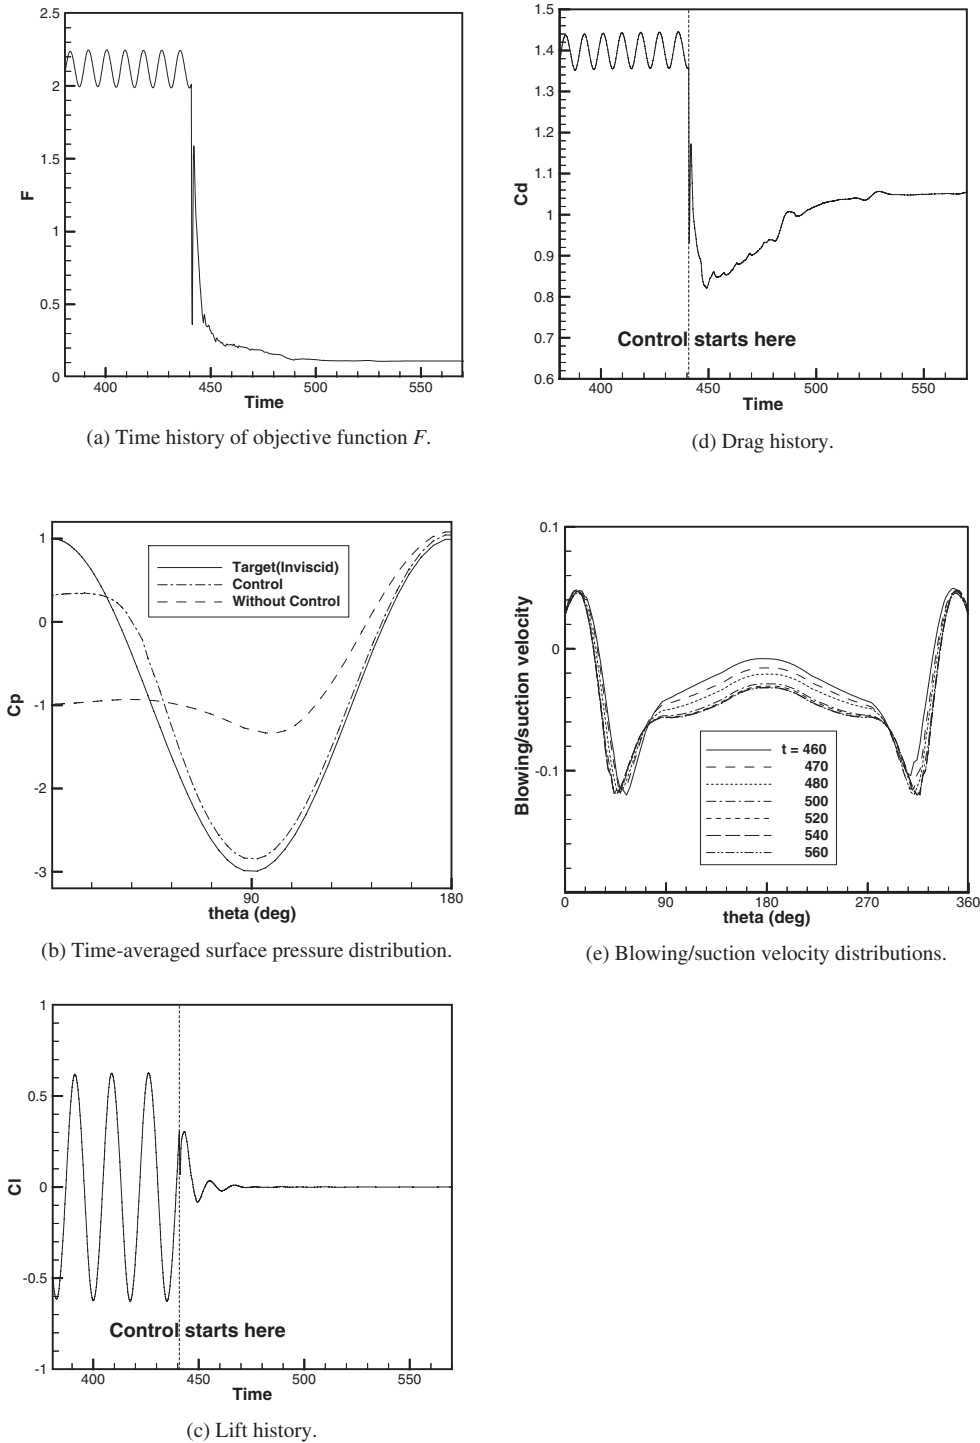 2.5
2
1.5
1
0.5
0
F
400
450
500
550
Time
(a) Time history of objective function F.
1.5
1.4
1.3
1.2
1.1
1
0.9
0.8
0.7
0.6
Cd
Control starts here
400
450
500
550
Time
(d) Drag history.
1
0
-1
-2
-3
Cp
Target(Inviscid)
Control
Without Control
90
180
theta (deg)
(b) Time-averaged surface pressure distribution.
0.1
0
-0.1
Blowing/suction velocity
t = 460
470
480
500
520
540
560
0
90
180
270
360
theta (deg)
(e) Blowing/suction velocity distributions.
1
0.5
0
-0.5
-1
Cl
Control starts here
400
450
500
550
Time
(c) Lift history.